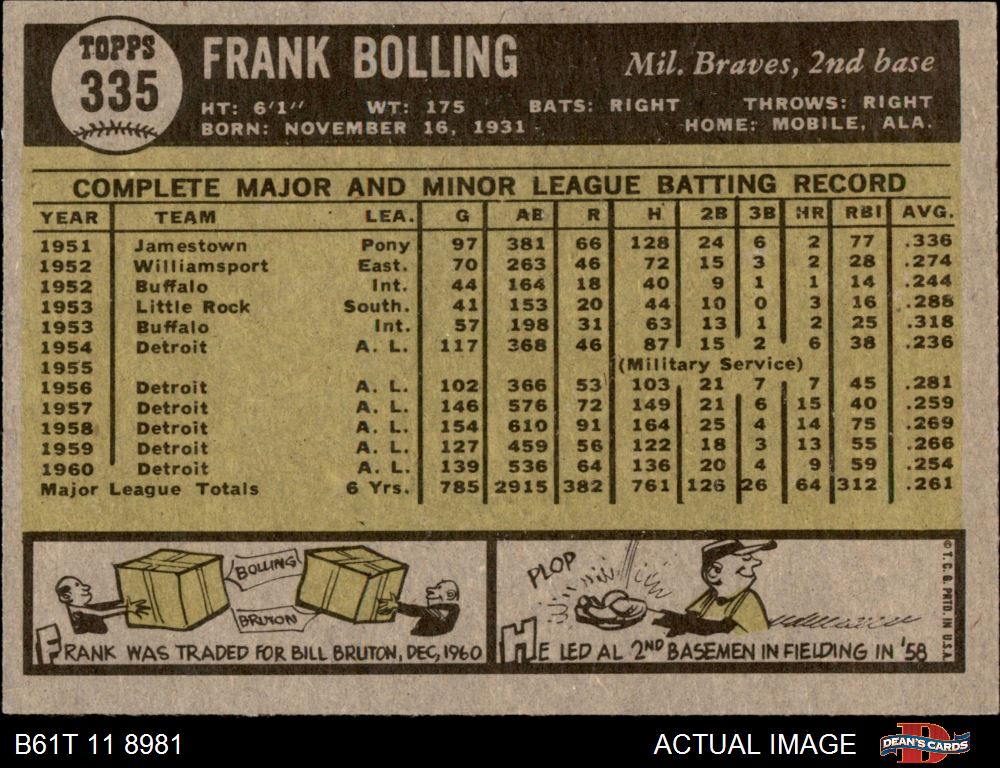 TOPPS
335
FRANK BOLLING
Mil. Braves, 2nd base
HT: 6'1" WT: 175 BATS: RIGHT THROWS: RIGHT
BORN: NOVEMBER 16, 1931 HOME: MOBILE, ALA.
COMPLETE MAJOR AND MINOR LEAGUE BATTING RECORD
YEAR TEAM LEA. G AB R H 2B 3B HR RBI AVG.
1951 Jamestown Pony 97 381 66 128 24 6 2 77 .336
1952 Williamsport East. 70 263 46 72 15 3 2 28 .274
1952 Buffalo Int. 44 164 18 40 9 1 1 14 .244
1953 Little Rock South. 41 153 20 44 10 0 3 16 .288
1953 Buffalo Int. 57 198 31 63 13 1 2 25 .318
1954 Detroit A. L. 117 368 46 87 15 2 6 38 .236
1955 (Military Service)
1956 Detroit A. L. 102 366 53 103 21 7 7 45 .281
1957 Detroit A. L. 146 576 72 149 21 6 15 40 .259
1958 Detroit A. L. 154 610 91 164 25 4 14 75 .269
1959 Detroit A. L. 127 459 56 122 18 3 13 55 .266
1960 Detroit A. L. 139 536 64 136 20 4 9 59 .254
Major League Totals 6 Yrs. 785 2915 382 761 126 26 64 312 .261
BOLLING
BRUTON
FRANK WAS TRADED FOR BILL BRUTON, DEC, 1960
PLOP
HE LED AL 2ND BASEMEN IN FIELDING IN '58
© T. C. G. PRTD. IN U.S.A.
B61T 11 8981
ACTUAL IMAGE
DEAN'S CARDS